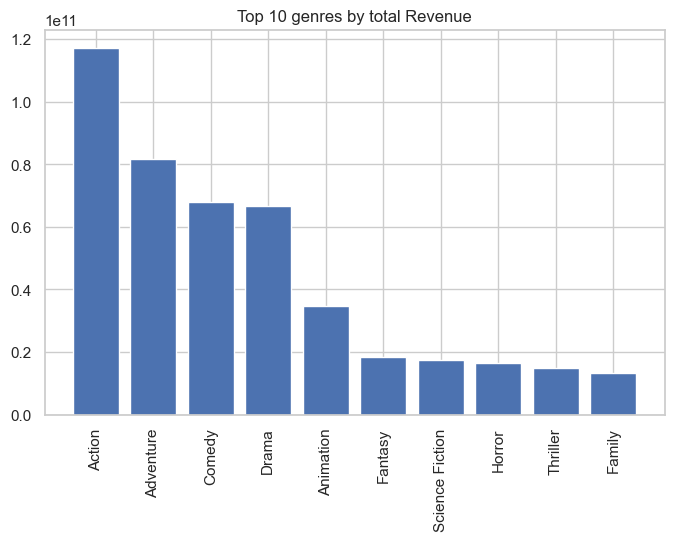 Top 10 genres by total Revenue
1e11
1.2
1.0
0.8
0.6
0.4
0.2
0.0
Action
Adventure
Comedy
Drama
Animation
Fantasy
Science Fiction
Horror
Thriller
Family